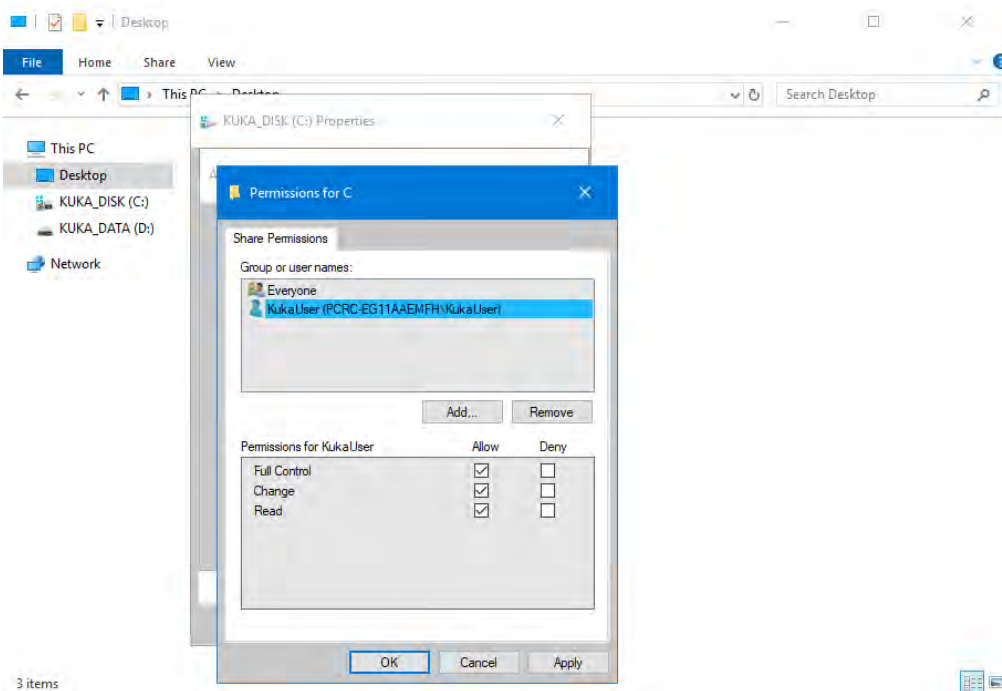 Desktop
File Home Share View
This PC Desktop Search Desktop
KUKA_DISK (C:) Properties
This PC
Desktop
Permissions for C
KUKA_DISK (C:)
KUKA_DATA (D:)
Share Permissions
Network
Group or user names:
Everyone
KukaUser (PCRC-EG11AAEMFH\KukaUser)
Add... Remove
Permissions for KukaUser Allow Deny
Full Control
Change
Read
OK Cancel Apply
3 items